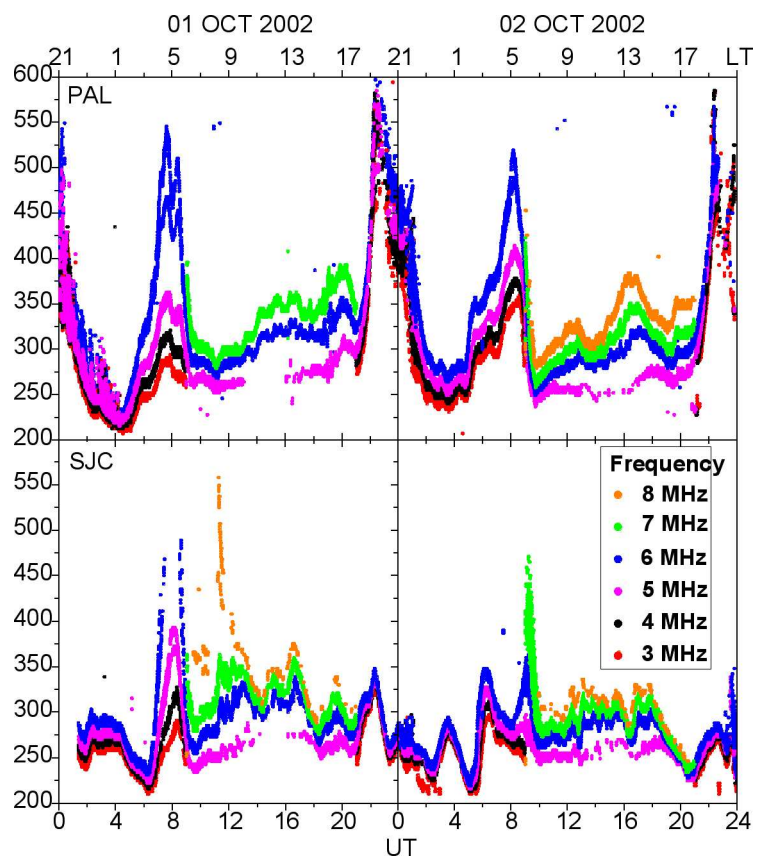 01 OCT 2002 02 OCT 2002
21 1 5 9 13 17 21 1 5 9 13 17 LT
600
PAL
550
500
450
400
350
300
250
200
SJC
Frequency
550
8 MHz
500
7 MHz
6 MHz
450
5 MHz
400
4 MHz
350
3 MHz
300
250
200
0 4 8 12 16 20 0 4 8 12 16 20 24
UT